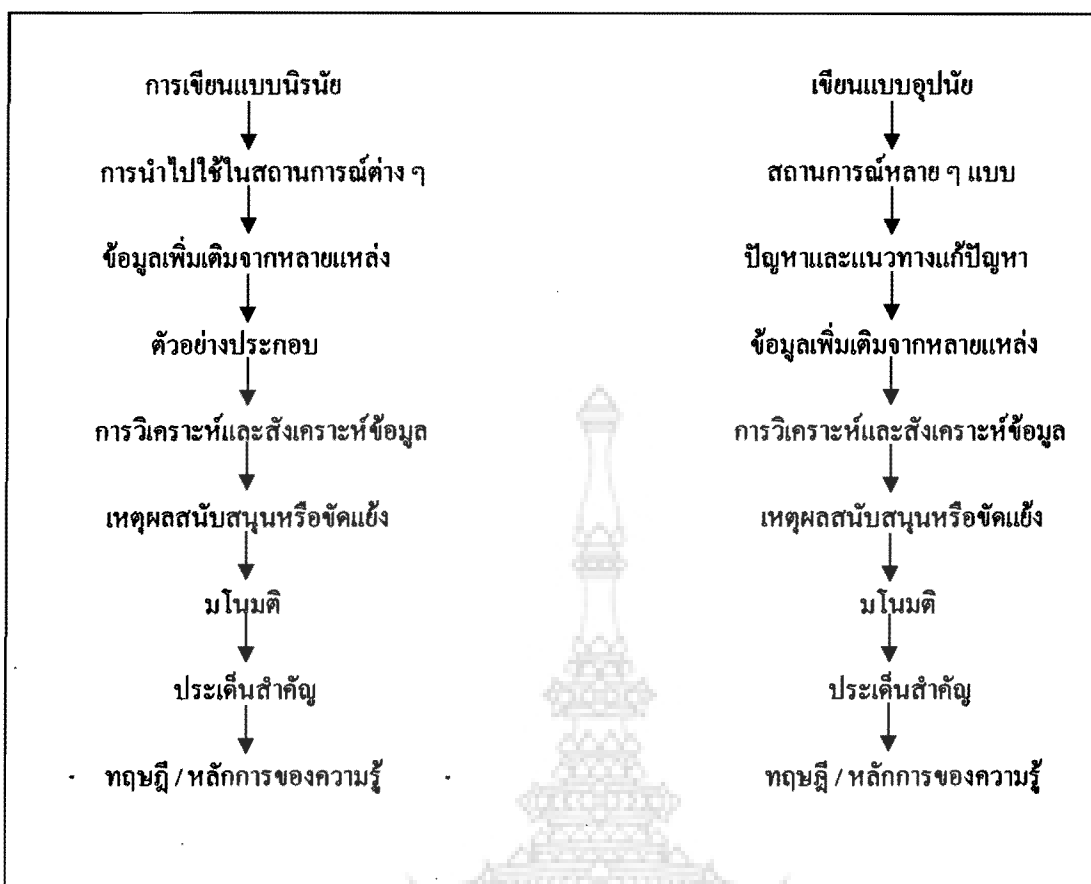 การเขียนแบบนิรนัย
การนำไปใช้ในสถานการณ์ต่าง ๆ
ข้อมูลเพิ่มเติมจากหลายแหล่ง
ตัวอย่างประกอบ
การวิเคราะห์และสังเคราะห์ข้อมูล
เหตุผลสนับสนุนหรือขัดแย้ง
มโนมติ
ประเด็นสำคัญ
ทฤษฎี / หลักการของความรู้
เขียนแบบอุปนัย
สถานการณ์หลาย ๆ แบบ
ปัญหาและแนวทางแก้ปัญหา
ข้อมูลเพิ่มเติมจากหลายแหล่ง
การวิเคราะห์และสังเคราะห์ข้อมูล
เหตุผลสนับสนุนหรือขัดแย้ง
มโนมติ
ประเด็นสำคัญ
ทฤษฎี / หลักการของความรู้